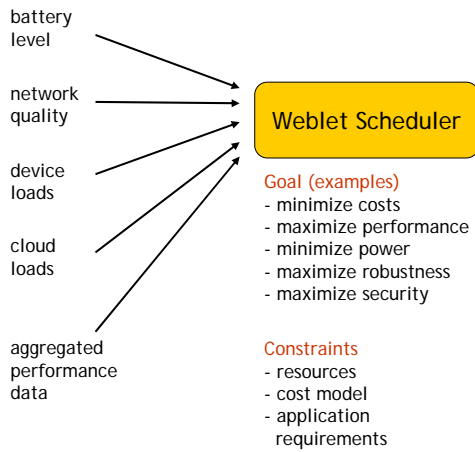 battery
level
network
quality
device
loads
cloud
loads
aggregated
performance
data
Weblet Scheduler
Goal (examples)
- minimize costs
- maximize performance
- minimize power
- maximize robustness
- maximize security
Constraints
- resources
- cost model
- application
requirements